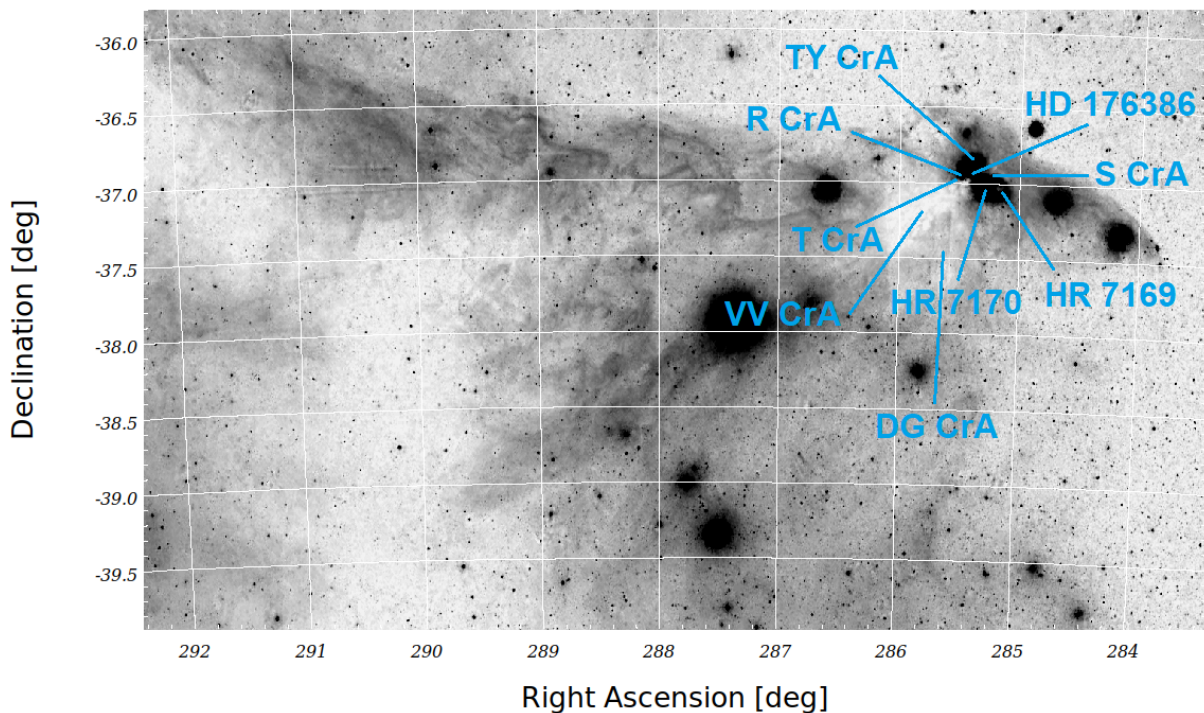 -36.0
-36.5
-37.0
-37.5
-38.0
-38.5
-39.0
-39.5
Declination [deg]
TY CrA
HD 176386
R CrA
S CrA
T CrA
HR 7169
HR 7170
VV CrA
DG CrA
292 291 290 289 288 287 286 285 284
Right Ascension [deg]